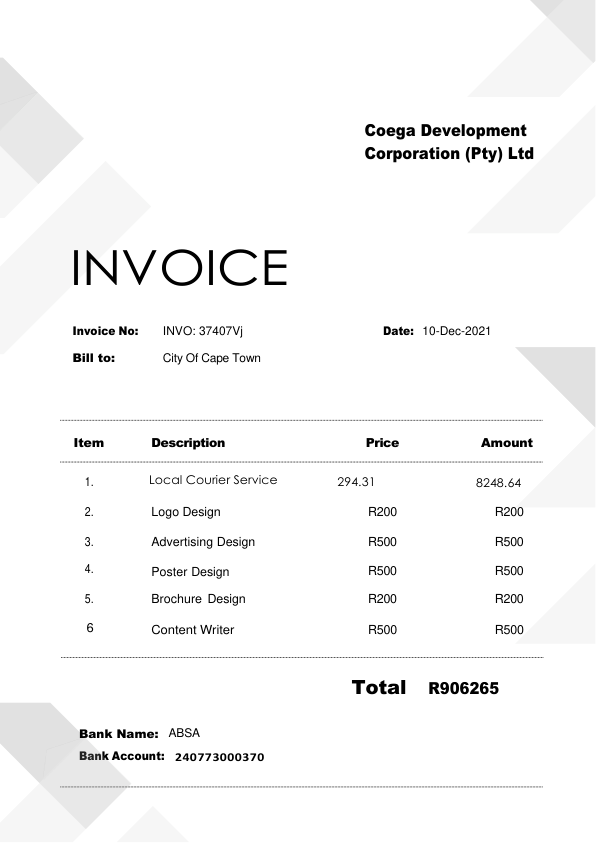 Coega Development
Corporation (Pty) Ltd
INVOICE
Invoice No: INVO: 37407Vj Date: 10-Dec-2021
Bill to: City Of Cape Town
Item Description Price Amount
1. Local Courier Service 294.31 8248.64
2. Logo Design R200 R200
3. Advertising Design R500 R500
4. Poster Design R500 R500
5. Brochure Design R200 R200
6 Content Writer R500 R500
Total R906265
Bank Name: ABSA
Bank Account: 240773000370